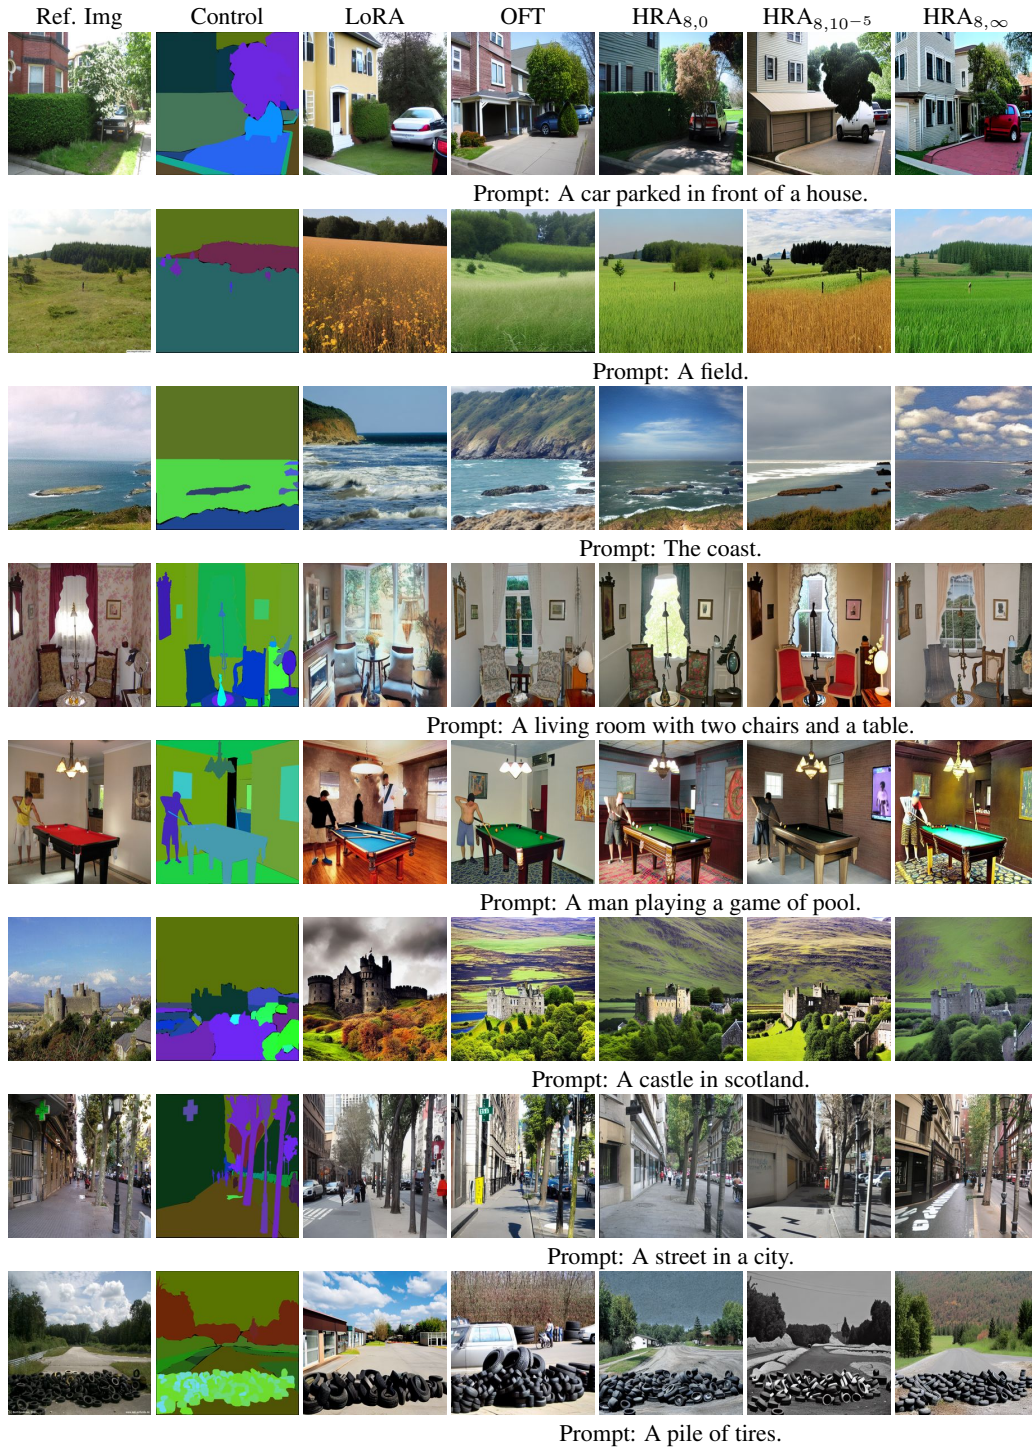 Ref. Img Control LoRA OFT HRA₈,₀ HRA₈,₁₀₋₅ HRA₈,∞
Prompt: A car parked in front of a house.
Prompt: A field.
Prompt: The coast.
Prompt: A living room with two chairs and a table.
Prompt: A man playing a game of pool.
Prompt: A castle in scotland.
Prompt: A street in a city.
Prompt: A pile of tires.